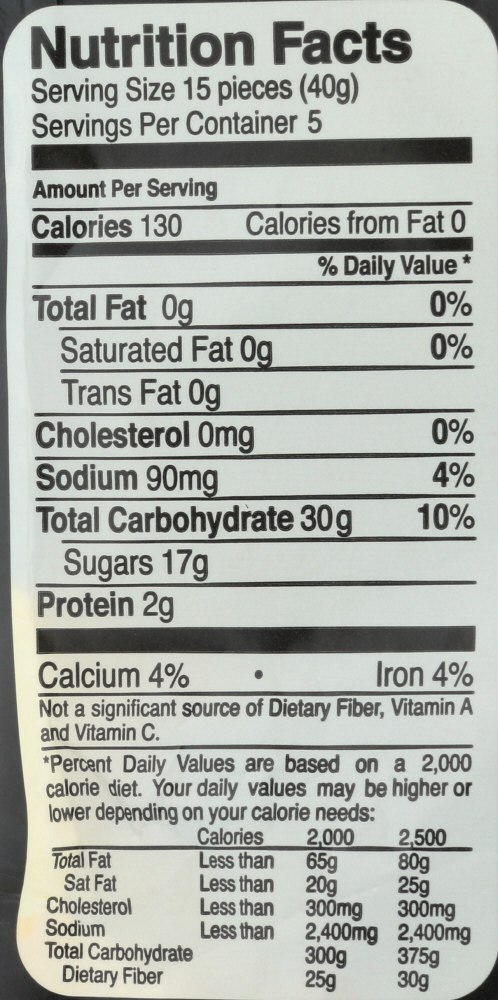 Nutrition Facts
Serving Size 15 pieces (40g)
Servings Per Container 5
Amount Per Serving
Calories 130 Calories from Fat 0
% Daily Value *
Total Fat 0g 0%
Saturated Fat 0g 0%
Trans Fat 0g
Cholesterol 0mg 0%
Sodium 90mg 4%
Total Carbohydrate 30g 10%
Sugars 17g
Protein 2g
Calcium 4% • Iron 4%
Not a significant source of Dietary Fiber, Vitamin A
and Vitamin C.
*Percent Daily Values are based on a 2,000
calorie diet. Your daily values may be higher or
lower depending on your calorie needs:
Calories 2,000 2,500
Total Fat Less than 65g 80g
Sat Fat Less than 20g 25g
Cholesterol Less than 300mg 300mg
Sodium Less than 2,400mg 2,400mg
Total Carbohydrate 300g 375g
Dietary Fiber 25g 30g